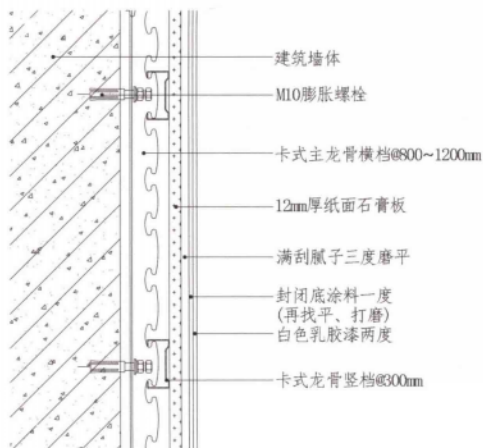 建筑墙体
M10膨胀螺栓
卡式主龙骨横档@800~1200mm
12mm厚纸面石膏板
满刮腻子三度磨平
封闭底涂料一度
(再找平、打磨)
白色乳胶漆两度
卡式龙骨竖档@300mm